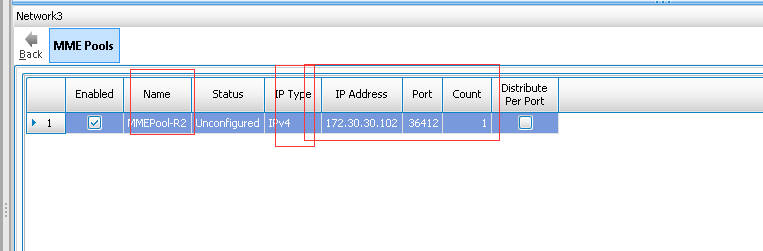 Network3
Back MME Pools
Enabled Name Status IP Type IP Address Port Count Distribute
Per Port
1 MMEPool-R2 Unconfigured IPv4 172.30.30.102 36412 1